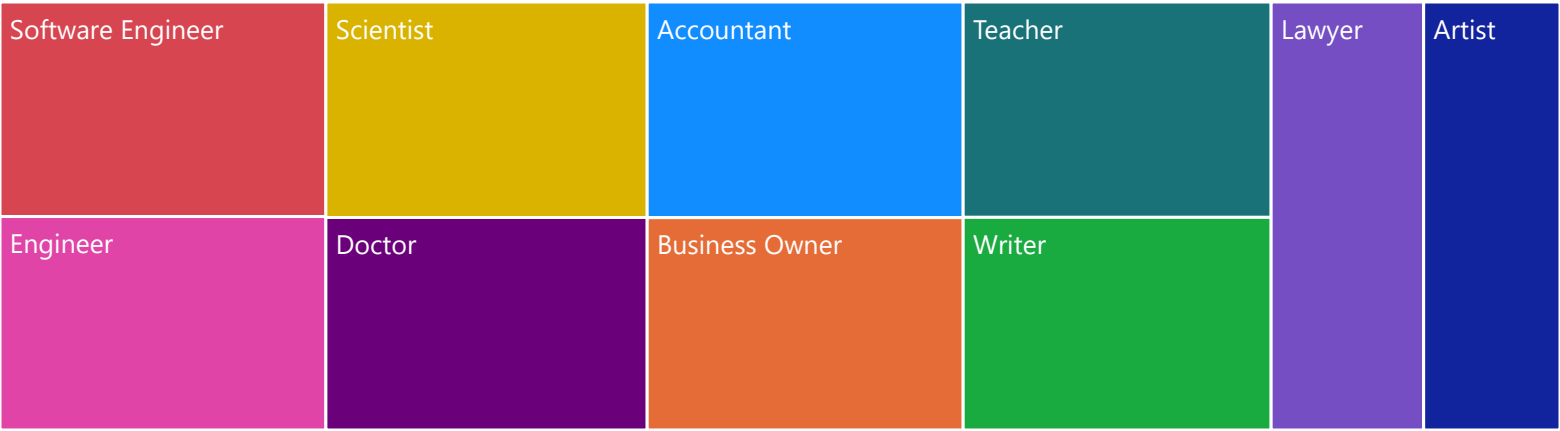 Software Engineer
Scientist
Accountant
Teacher
Lawyer
Artist
Engineer
Doctor
Business Owner
Writer